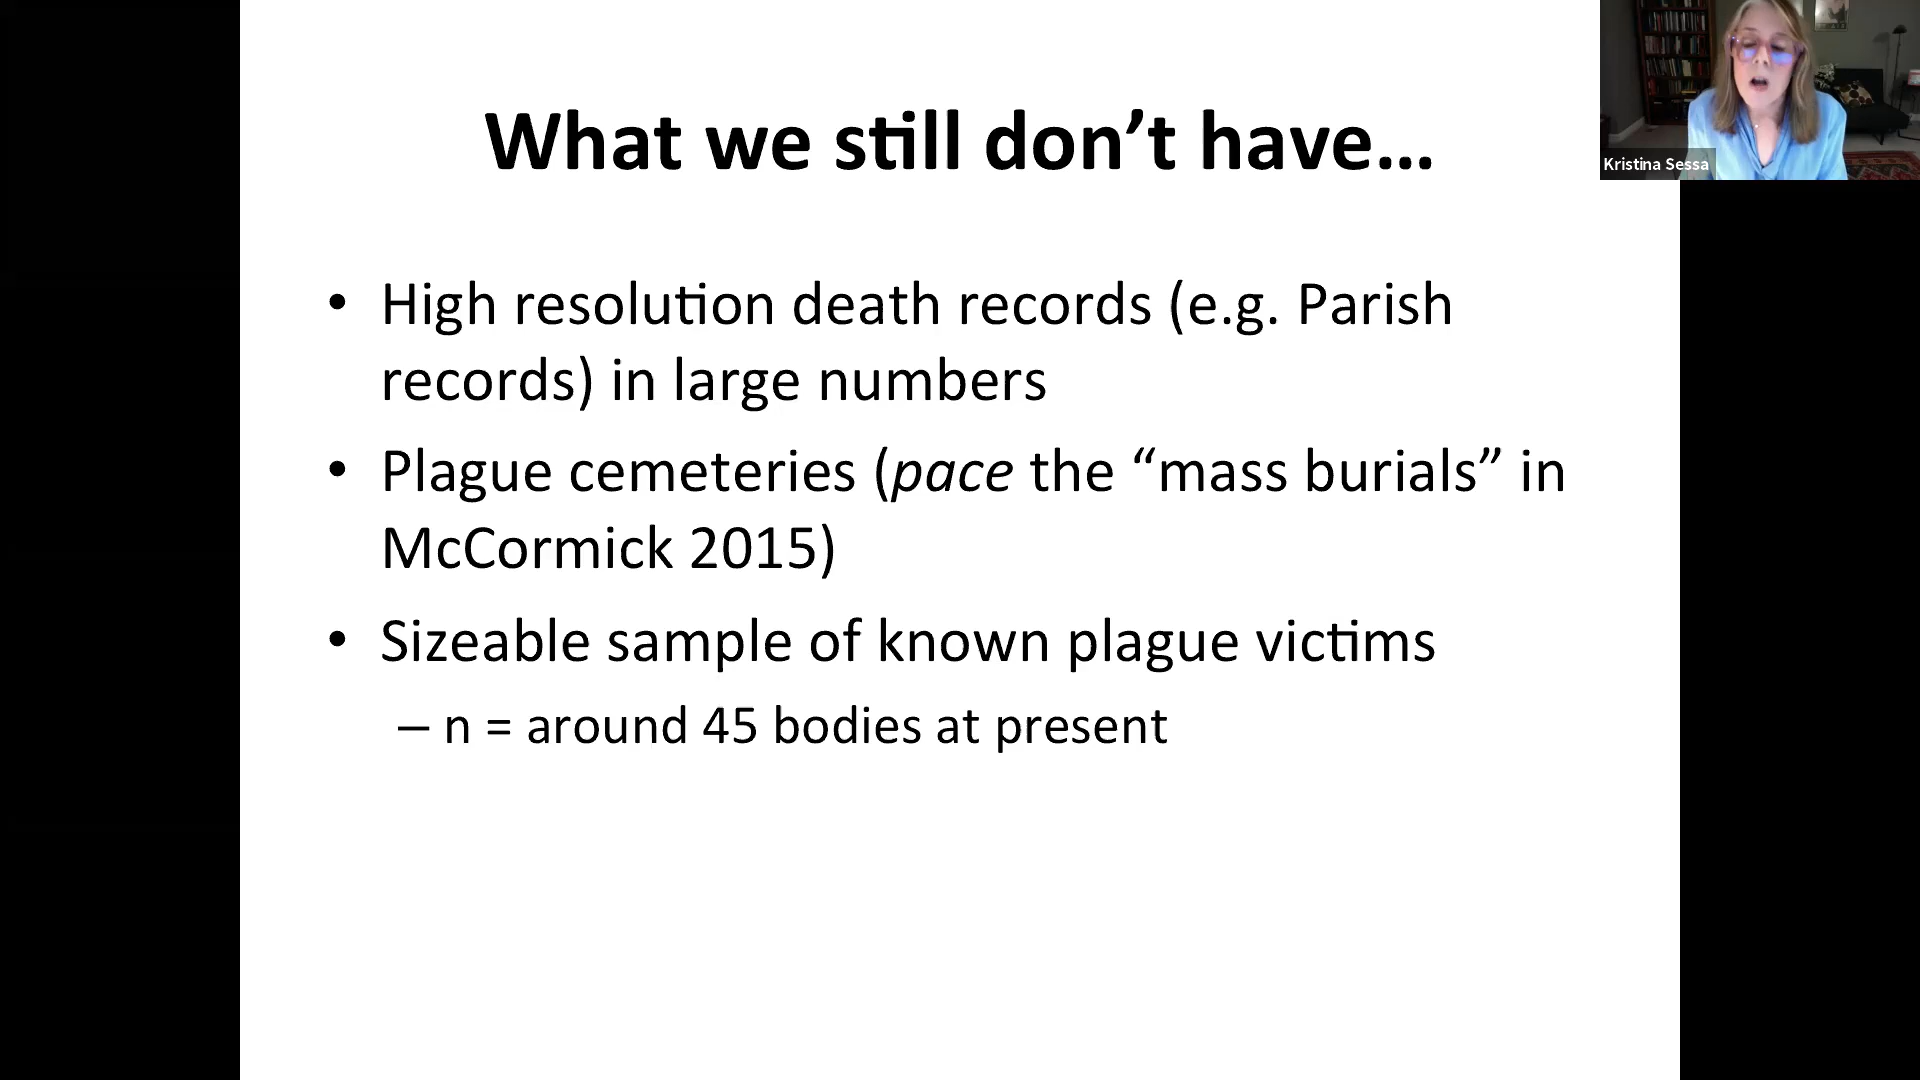 What we still don’t have…
Kristina Sessa
• High resolution death records (e.g. Parish
records) in large numbers
• Plague cemeteries (pace the “mass burials” in
McCormick 2015)
• Sizeable sample of known plague victims
– n = around 45 bodies at present